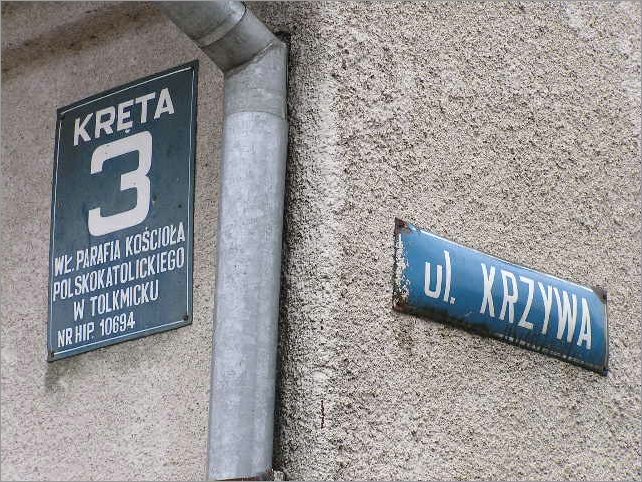 KRĘTA
3
WŁ. PARAFIA KOŚCIOŁA
POLSKOKATOLICKIEGO
W TOLKMICKU
NR HIP. 10694
ul. KRZYWA